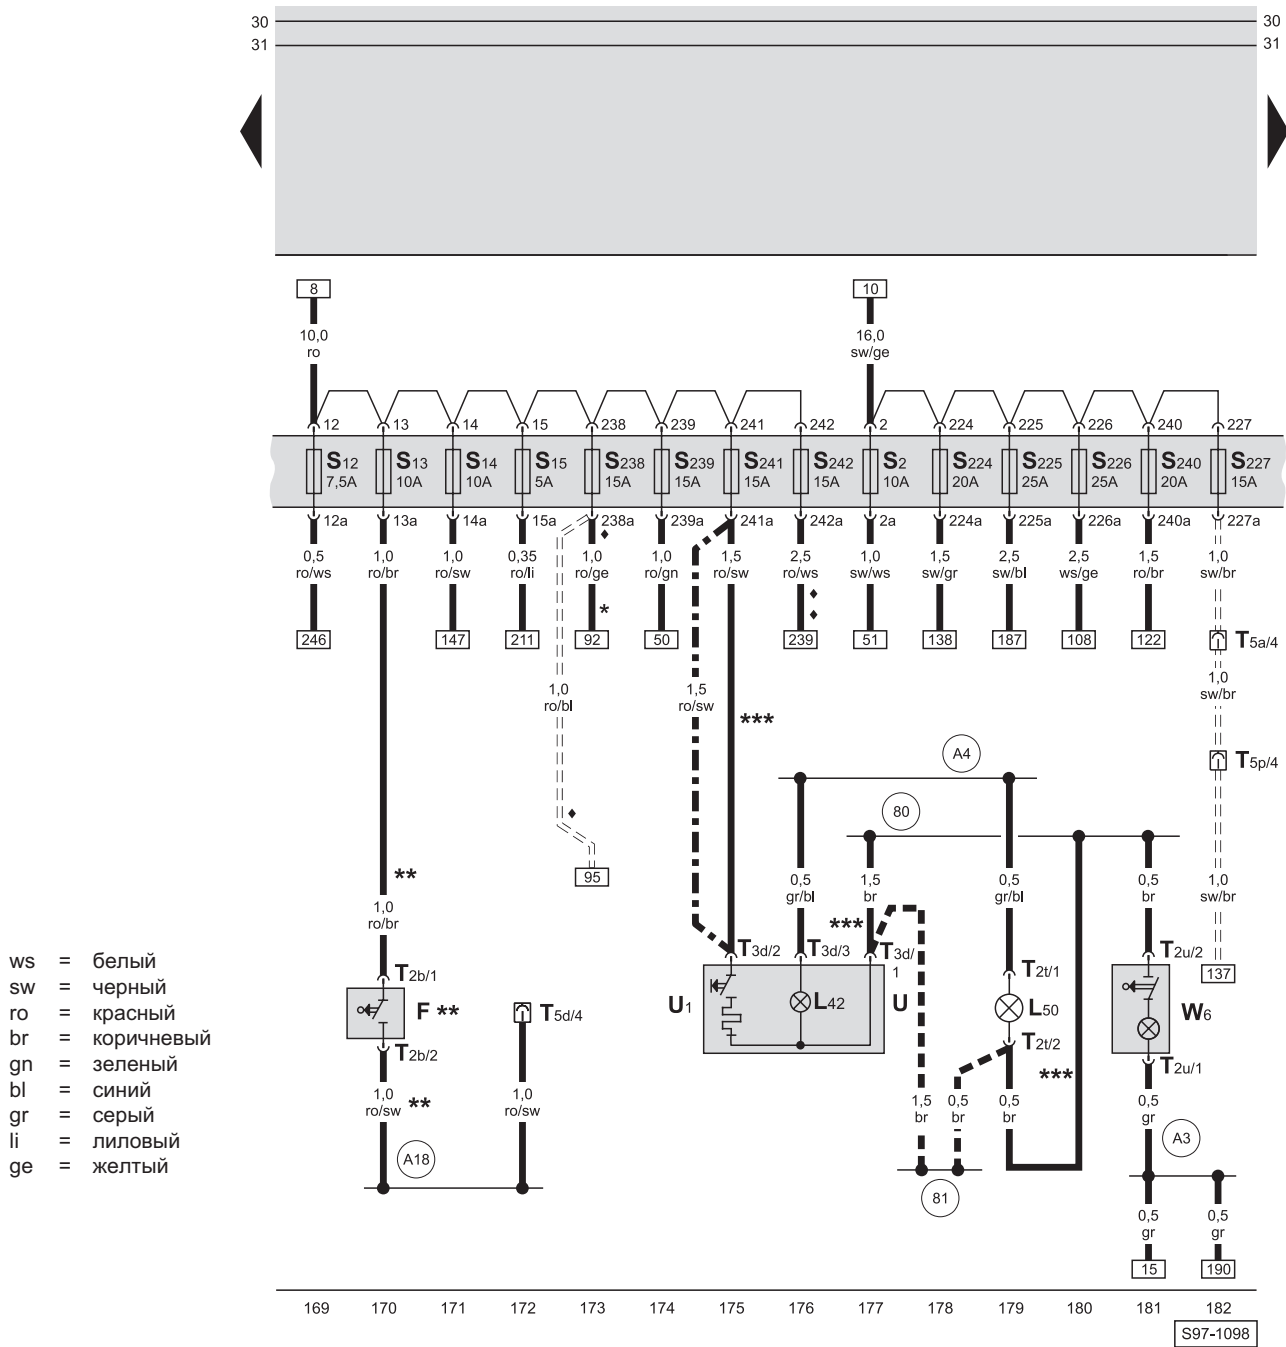 30 30
31 31
8 10
10,0 16,0
ro sw/ge
12 13 14 15 238 239 241 242 2 224 225 226 240 227
S12 S13 S14 S15 S238 S239 S241 S242 S2 S224 S225 S226 S240 S227
7,5A 10A 10A 5A 15A 15A 15A 15A 10A 20A 25A 25A 20A 15A
12a 13a 14a 15a 238a 239a 241a 242a 2a 224a 225a 226a 240a 227a
0,5 1,0 1,0 0,35 1,0 1,0 1,5 2,5 1,0 1,5 2,5 2,5 1,5 1,0
ro/ws ro/br ro/sw ro/li ro/ge ro/gn ro/sw ro/ws sw/ws sw/gr sw/bl ws/ge ro/br sw/br
*
246 147 211 92 50 239 51 138 187 108 122 T5a/4
1,0 1,5 1,0
ro/bl ro/sw sw/br
***
A4 T5p/4
80
95
** 0,5 1,5 0,5 0,5 1,0
gr/bl br gr/bl br sw/br
1,0 ***
ro/br
T3d/2 T3d/3 T3d/1 T2u/2
T2b/1 T2t/1 137
F ** T5d/4 U1 L42 U L50 W6
T2b/2 T2t/2 T2u/1
***
1,0 ** 1,0 1,5 0,5 0,5 0,5
ro/sw ro/sw br br br gr
A18 A3
81
0,5 0,5
gr gr
15 190
ws = белый
sw = черный
ro = красный
br = коричневый
gn = зеленый
bl = синий
gr = серый
li = лиловый
ge = желтый
169 170 171 172 173 174 175 176 177 178 179 180 181 182
S97-1098